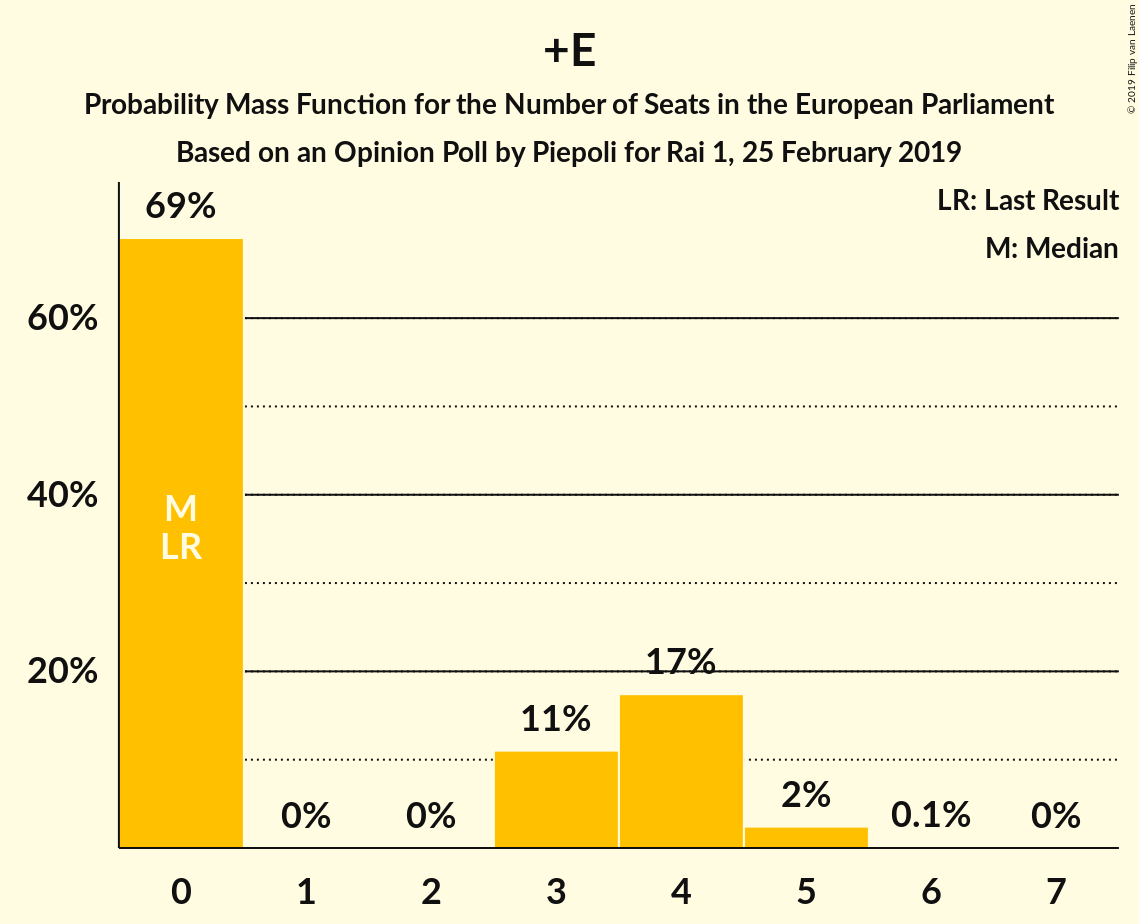 +E
Probability Mass Function for the Number of Seats in the European Parliament
Based on an Opinion Poll by Piepoli for Rai 1, 25 February 2019
© 2019 Filip van Laenen
LR: Last Result
M: Median
69%
60%
40%
20%
M
LR
0%
0%
11%
17%
2%
0.1%
0%
0
1
2
3
4
5
6
7